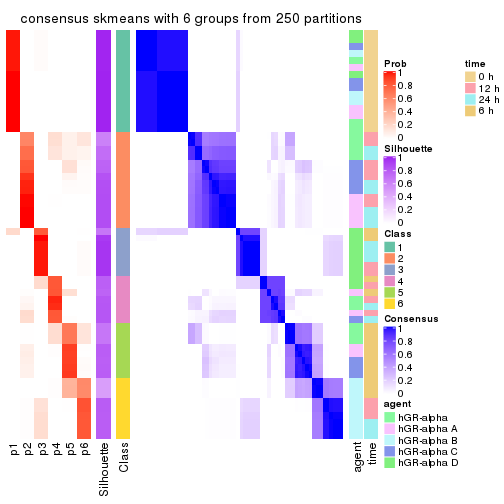 consensus skmeans with 6 groups from 250 partitions
Prob
1
0.8
0.6
0.4
0.2
0
time
0 h
12 h
24 h
6 h
Silhouette
1
0.8
0.6
0.4
0.2
0
Class
1
2
3
4
5
6
Consensus
1
0.8
0.6
0.4
0.2
0
agent
hGR-alpha
hGR-alpha A
hGR-alpha B
hGR-alpha C
hGR-alpha D
p1
p2
p3
p4
p5
p6
Silhouette
Class
agent
time